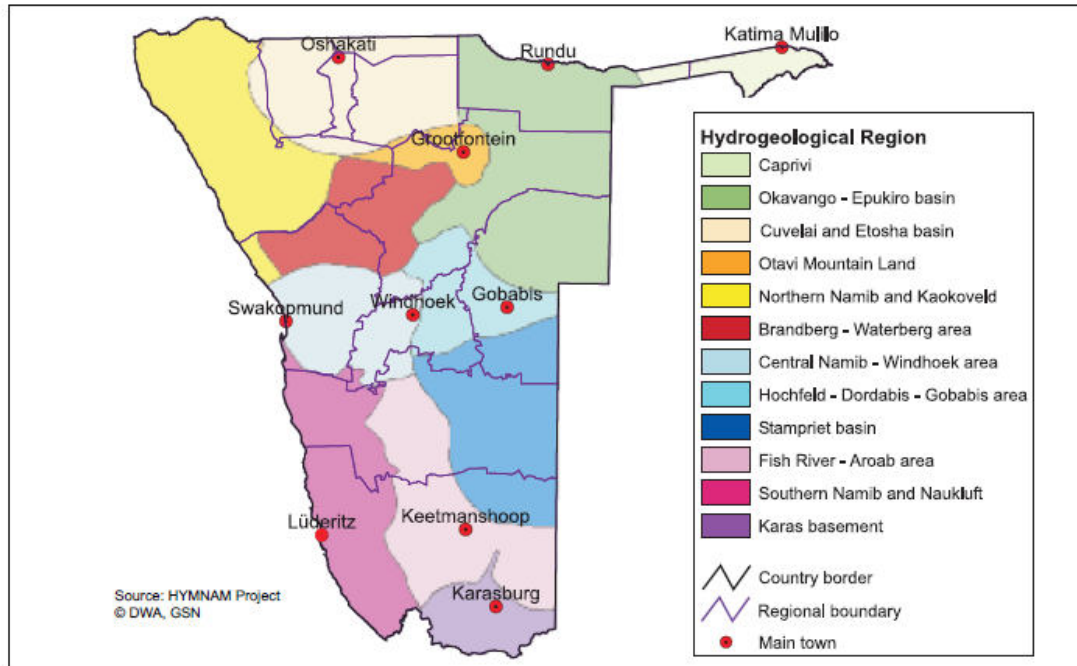 Oshakati
Rundu
Katima Mulilo
Grootfontein
Swakopmund
Windhoek
Gobabis
Lüderitz
Keetmanshoop
Karasburg
Source: HYMNAM Project
© DWA, GSN
Hydrogeological Region
Caprivi
Okavango - Epukiro basin
Cuvelai and Etosha basin
Otavi Mountain Land
Northern Namib and Kaokoveld
Brandberg - Waterberg area
Central Namib - Windhoek area
Hochfeld - Dordabis - Gobabis area
Stampriet basin
Fish River - Aroab area
Southern Namib and Naukluft
Karas basement
Country border
Regional boundary
Main town